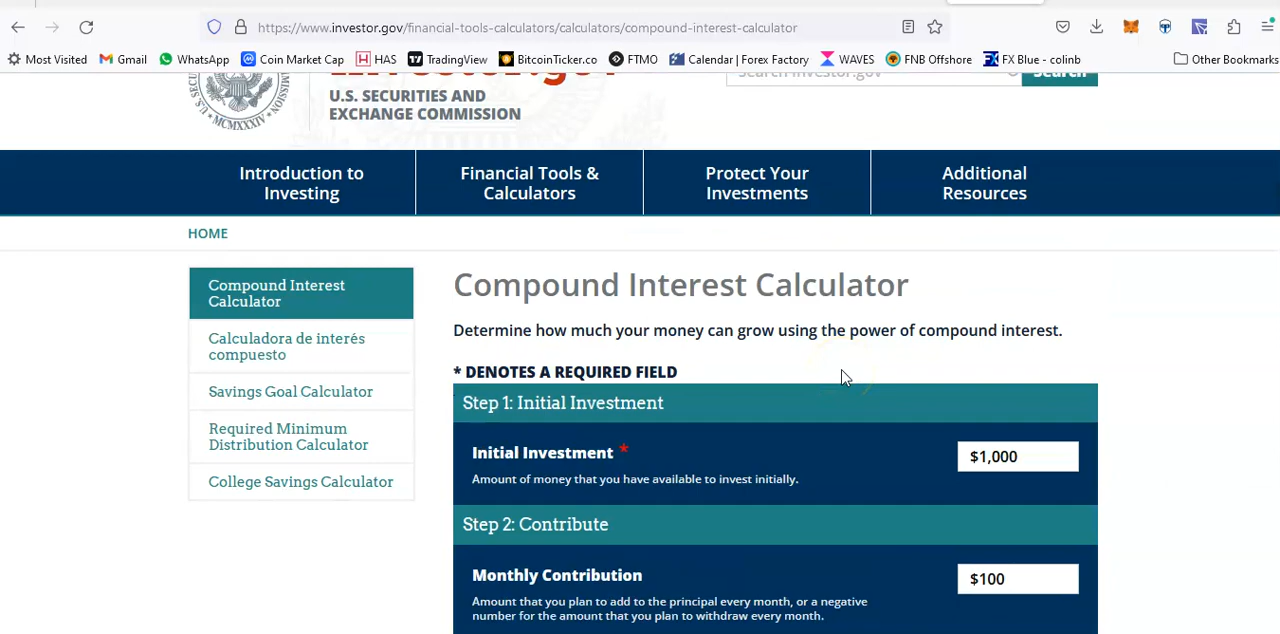 https://www.investor.gov/financial-tools-calculators/calculators/compound-interest-calculator
Most Visited Gmail WhatsApp Coin Market Cap HAS TradingView BitcoinTicker.co FTMO Calendar | Forex Factory WAVES FNB Offshore FX Blue - colinb Other Bookmarks
Search Investor.gov Search
U.S. SECURITIES AND
EXCHANGE COMMISSION
MCMXXXIV
Introduction to
Investing
Financial Tools &
Calculators
Protect Your
Investments
Additional
Resources
HOME
Compound Interest
Calculator
Calculadora de interés
compuesto
Savings Goal Calculator
Required Minimum
Distribution Calculator
College Savings Calculator
Compound Interest Calculator
Determine how much your money can grow using the power of compound interest.
* DENOTES A REQUIRED FIELD
Step 1: Initial Investment
Initial Investment * $1,000
Amount of money that you have available to invest initially.
Step 2: Contribute
Monthly Contribution $100
Amount that you plan to add to the principal every month, or a negative
number for the amount that you plan to withdraw every month.